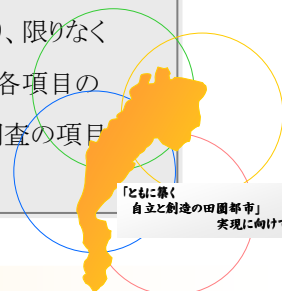 、限りなく
各項目の
査の項目
「ともに築く
自立と創造の田園都市」
実現に向けて